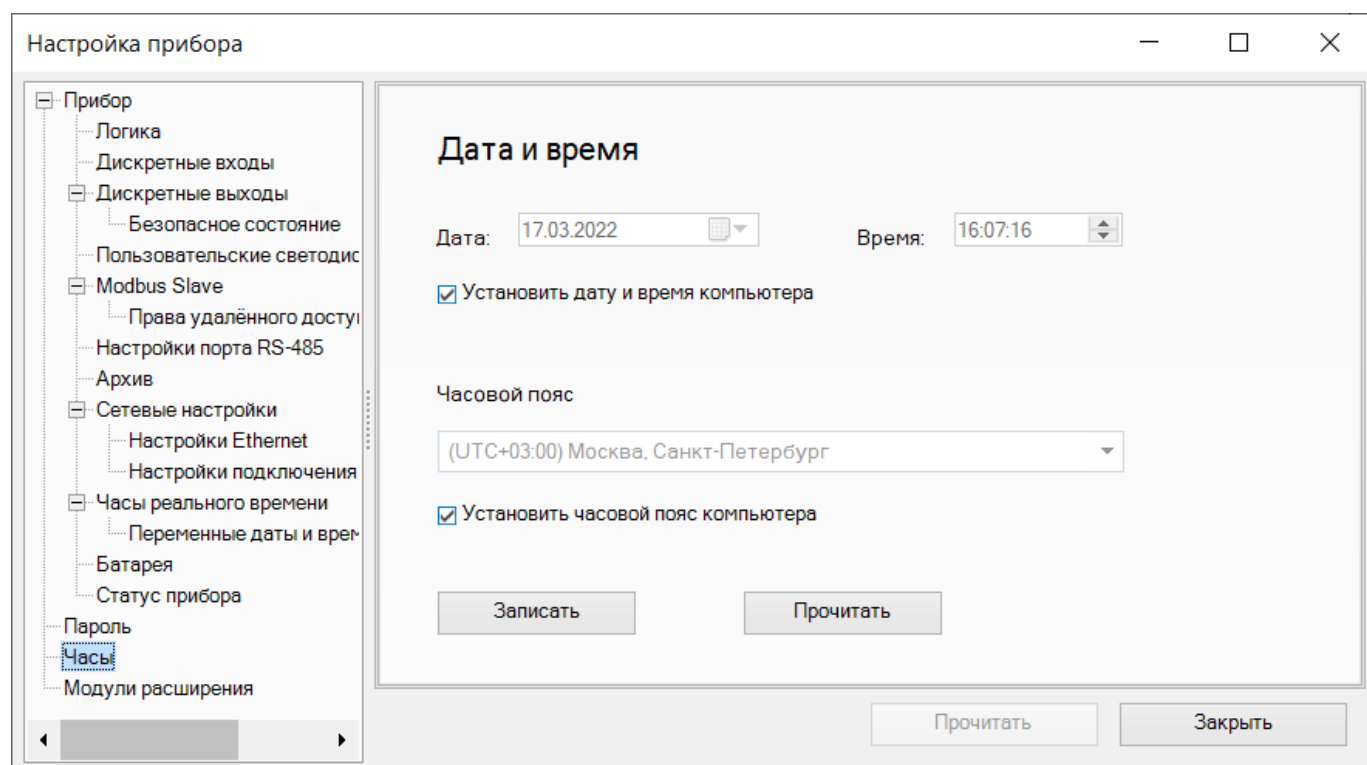 Настройка прибора
Прибор
Логика
Дискретные входы
Дискретные выходы
Безопасное состояние
Пользовательские светодис
Modbus Slave
Права удалённого досту
Настройки порта RS-485
Архив
Сетевые настройки
Настройки Ethernet
Настройки подключения
Часы реального времени
Переменные даты и врем
Батарея
Статус прибора
Пароль
Часы
Модули расширения
Дата и время
Дата: 17.03.2022 Время: 16:07:16
Установить дату и время компьютера
Часовой пояс
(UTC+03:00) Москва, Санкт-Петербург
Установить часовой пояс компьютера
Записать Прочитать
Прочитать Закрыть